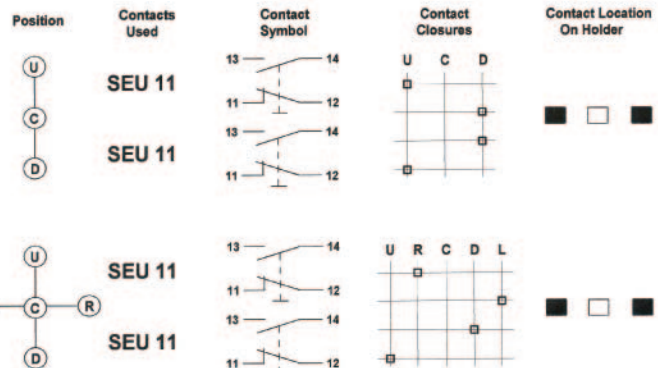 Position Contacts Used Contact Symbol Contact Closures Contact Location On Holder
U
C
D
SEU 11
SEU 11
13 14
11 12
13 14
11 12
U C D
U
C R
D
SEU 11
SEU 11
13 14
11 12
13 14
11 12
U R C D L